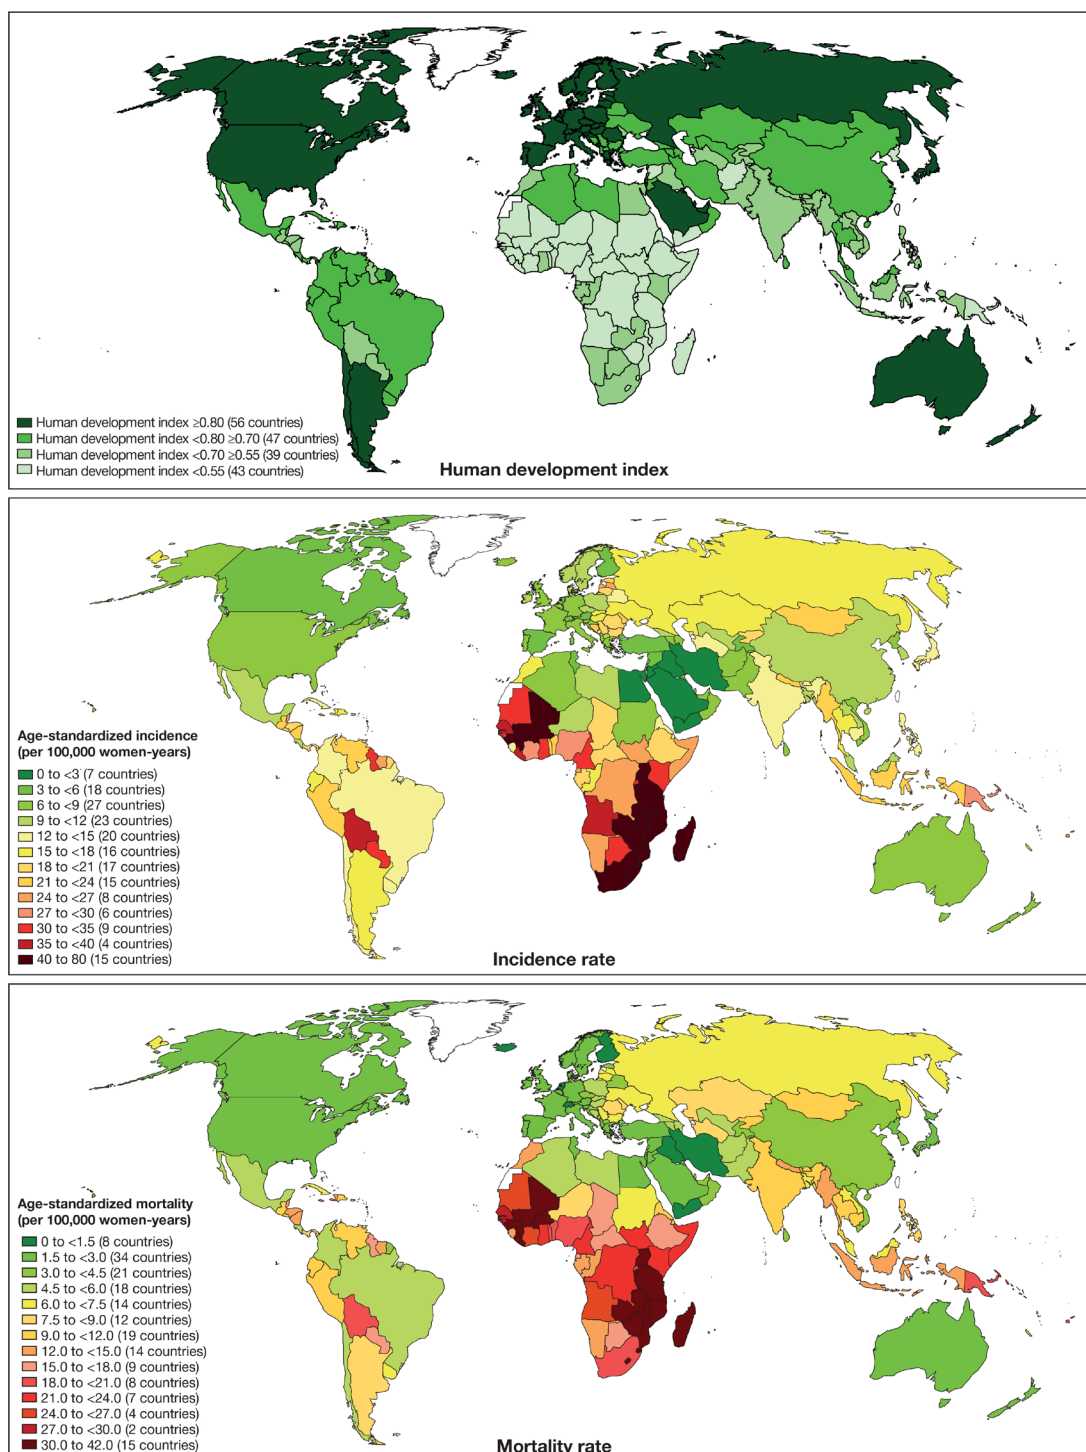 Human development index ≥0.80 (56 countries)
Human development index <0.80 ≥0.70 (47 countries)
Human development index <0.70 ≥0.55 (39 countries)
Human development index <0.55 (43 countries)
Human development index
Age-standardized incidence
(per 100,000 women-years)
0 to <3 (7 countries)
3 to <6 (18 countries)
6 to <9 (27 countries)
9 to <12 (23 countries)
12 to <15 (20 countries)
15 to <18 (16 countries)
18 to <21 (17 countries)
21 to <24 (15 countries)
24 to <27 (8 countries)
27 to <30 (6 countries)
30 to <35 (9 countries)
35 to <40 (4 countries)
40 to 80 (15 countries)
Incidence rate
Age-standardized mortality
(per 100,000 women-years)
0 to <1.5 (8 countries)
1.5 to <3.0 (34 countries)
3.0 to <4.5 (21 countries)
4.5 to <6.0 (18 countries)
6.0 to <7.5 (14 countries)
7.5 to <9.0 (12 countries)
9.0 to <12.0 (19 countries)
12.0 to <15.0 (14 countries)
15.0 to <18.0 (9 countries)
18.0 to <21.0 (8 countries)
21.0 to <24.0 (7 countries)
24.0 to <27.0 (4 countries)
27.0 to <30.0 (2 countries)
30.0 to 42.0 (15 countries)
Mortality rate